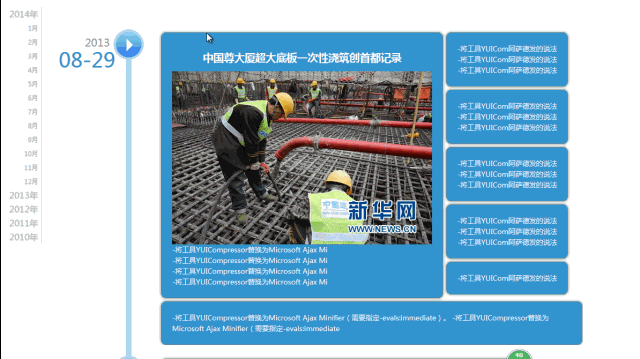 2014年
1月
2月
3月
4月
5月
6月
7月
8月
9月
10月
11月
12月
2013年
2012年
2011年
2010年
2013
08-29
中国尊大厦超大底板一次性浇筑创首都记录
新华网
WWW.NEWS.CN
-将工具YUICompressor替换为Microsoft Ajax Mi
-将工具YUICompressor替换为Microsoft Ajax Mi
-将工具YUICompressor替换为Microsoft Ajax Mi
-将工具YUICompressor替换为Microsoft Ajax Mi
-将工具YUICom阿萨德发的说法
-将工具YUICom阿萨德发的说法
-将工具YUICom阿萨德发的说法
-将工具YUICom阿萨德发的说法
-将工具YUICom阿萨德发的说法
-将工具YUICom阿萨德发的说法
-将工具YUICom阿萨德发的说法
-将工具YUICom阿萨德发的说法
-将工具YUICom阿萨德发的说法
-将工具YUICom阿萨德发的说法
-将工具YUICom阿萨德发的说法
-将工具YUICom阿萨德发的说法
-将工具YUICom阿萨德发的说法
-将工具YUICompressor替换为Microsoft Ajax Minifier（需要指定-evals:immediate）。 -将工具YUICompressor替换为
Microsoft Ajax Minifier（需要指定-evals:immediate